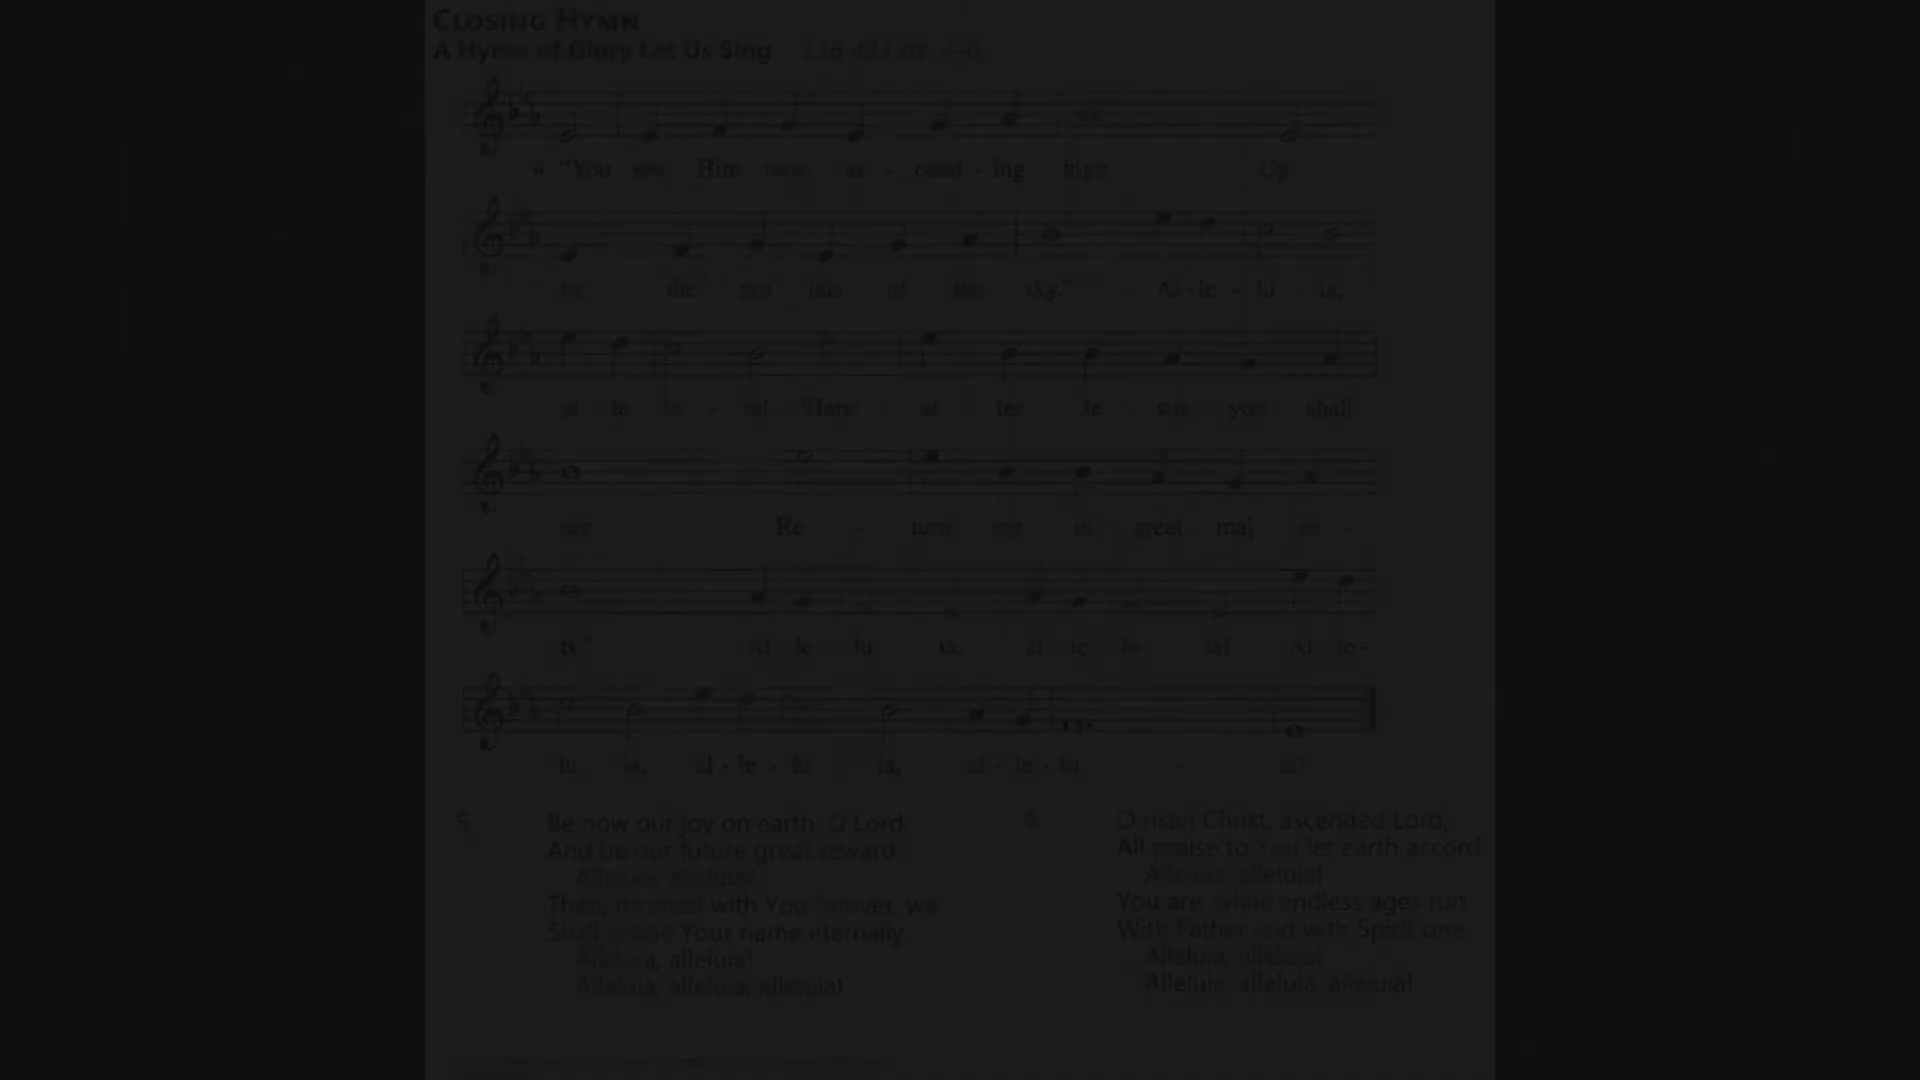 CLOSING HYMN
A Hymn of Glory Let Us Sing LSB 493 sts. 4–6
4 "You see Him now, as - cend - ing high Up
to the por - tals of the sky." Al - le - lu - ia,
al - le - lu - ia! "Here - af - ter Je - sus you shall
see Re - turn - ing in great maj - es -
ty." Al - le - lu - ia, al - le - lu - ia! Al - le -
lu - ia, al - le - lu - ia, al - le - lu - ia!
5 Be now our joy on earth, O Lord,
And be our future great reward.
Alleluia, alleluia!
Then, throned with You forever, we
Shall praise Your name eternally.
Alleluia, alleluia!
Alleluia, alleluia, alleluia!
6 O risen Christ, ascended Lord,
All praise to You let earth accord:
Alleluia, alleluia!
You are, while endless ages run,
With Father and with Spirit one.
Alleluia, alleluia!
Alleluia, alleluia, alleluia!